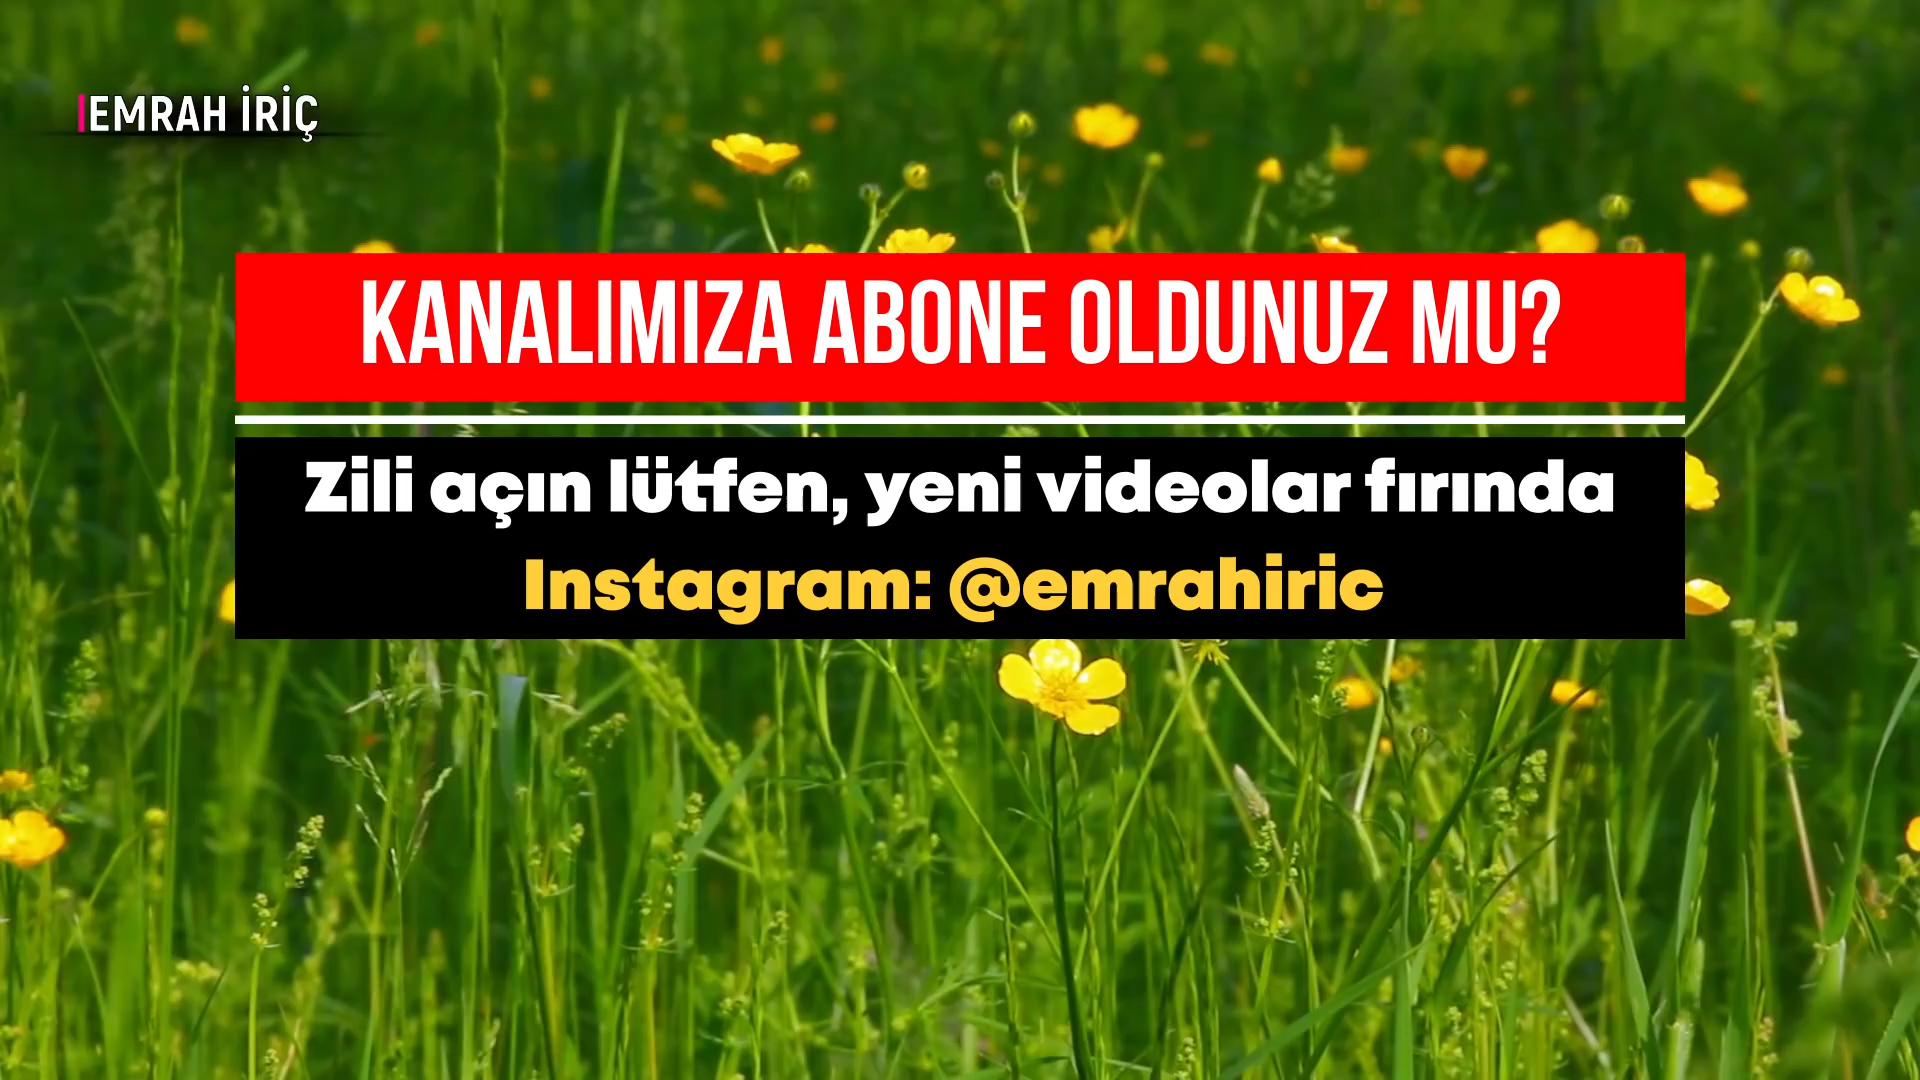 EMRAH İRİÇ
KANALIMIZA ABONE OLDUNUZ MU?
Zili açın lütfen, yeni videolar fırında
Instagram: @emrahiric